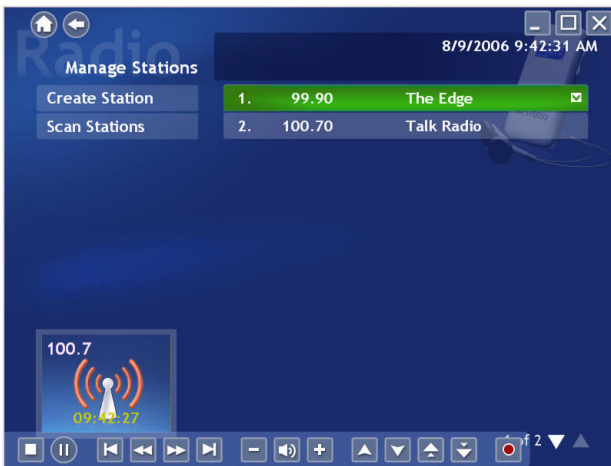 Radio
8/9/2006 9:42:31 AM
Manage Stations
Create Station
1. 99.90 The Edge
Scan Stations
2. 100.70 Talk Radio
STEREO
100.7
09:42:27
of 2